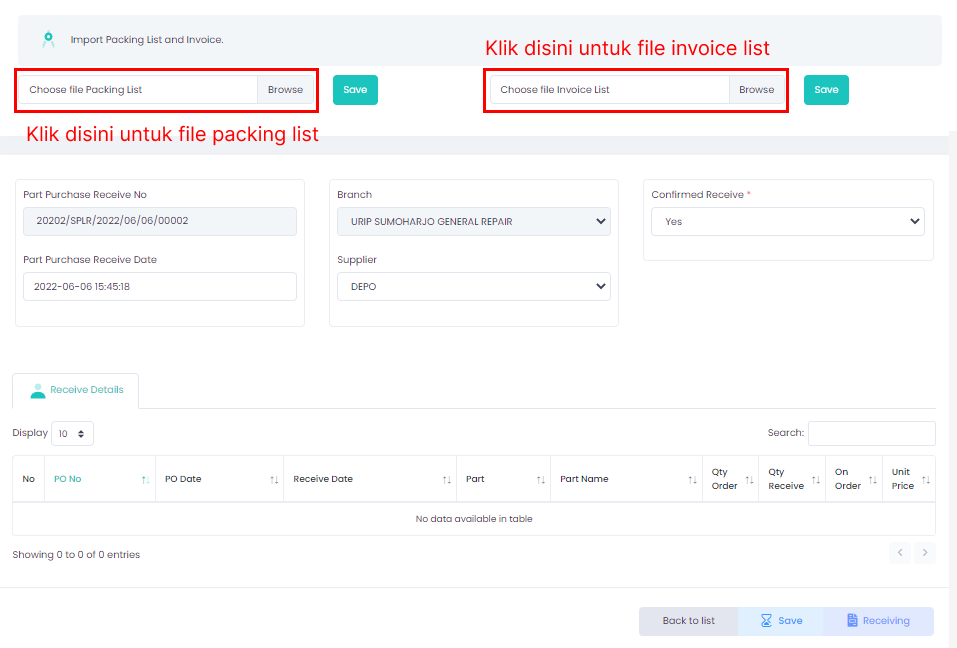 Import Packing List and Invoice.
Klik disini untuk file invoice list
Choose file Packing List Browse Save
Choose file Invoice List Browse Save
Klik disini untuk file packing list
Part Purchase Receive No
20202/SPLR/2022/06/06/00002
Part Purchase Receive Date
2022-06-06 15:45:18
Branch
URIP SUMOHARJO GENERAL REPAIR
Supplier
DEPO
Confirmed Receive *
Yes
Receive Details
Display 10
Search:
No PO No PO Date Receive Date Part Part Name Qty Order Qty Receive On Order Unit Price
No data available in table
Showing 0 to 0 of 0 entries
Back to list Save Receiving